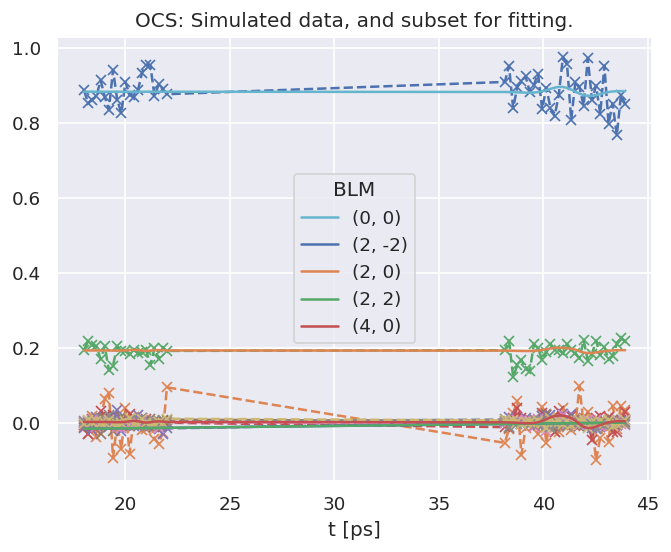 OCS: Simulated data, and subset for fitting.
1.0
0.8
0.6
0.4
0.2
0.0
BLM
(0, 0)
(2, -2)
(2, 0)
(2, 2)
(4, 0)
20 25 30 35 40 45
t [ps]